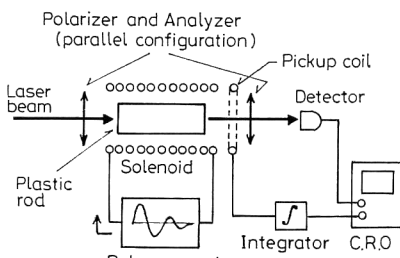 Polarizer and Analyzer
(parallel configuration)
Pickup coil
Laser
beam
Detector
Plastic
rod
Solenoid
∫
Integrator
C.R.O